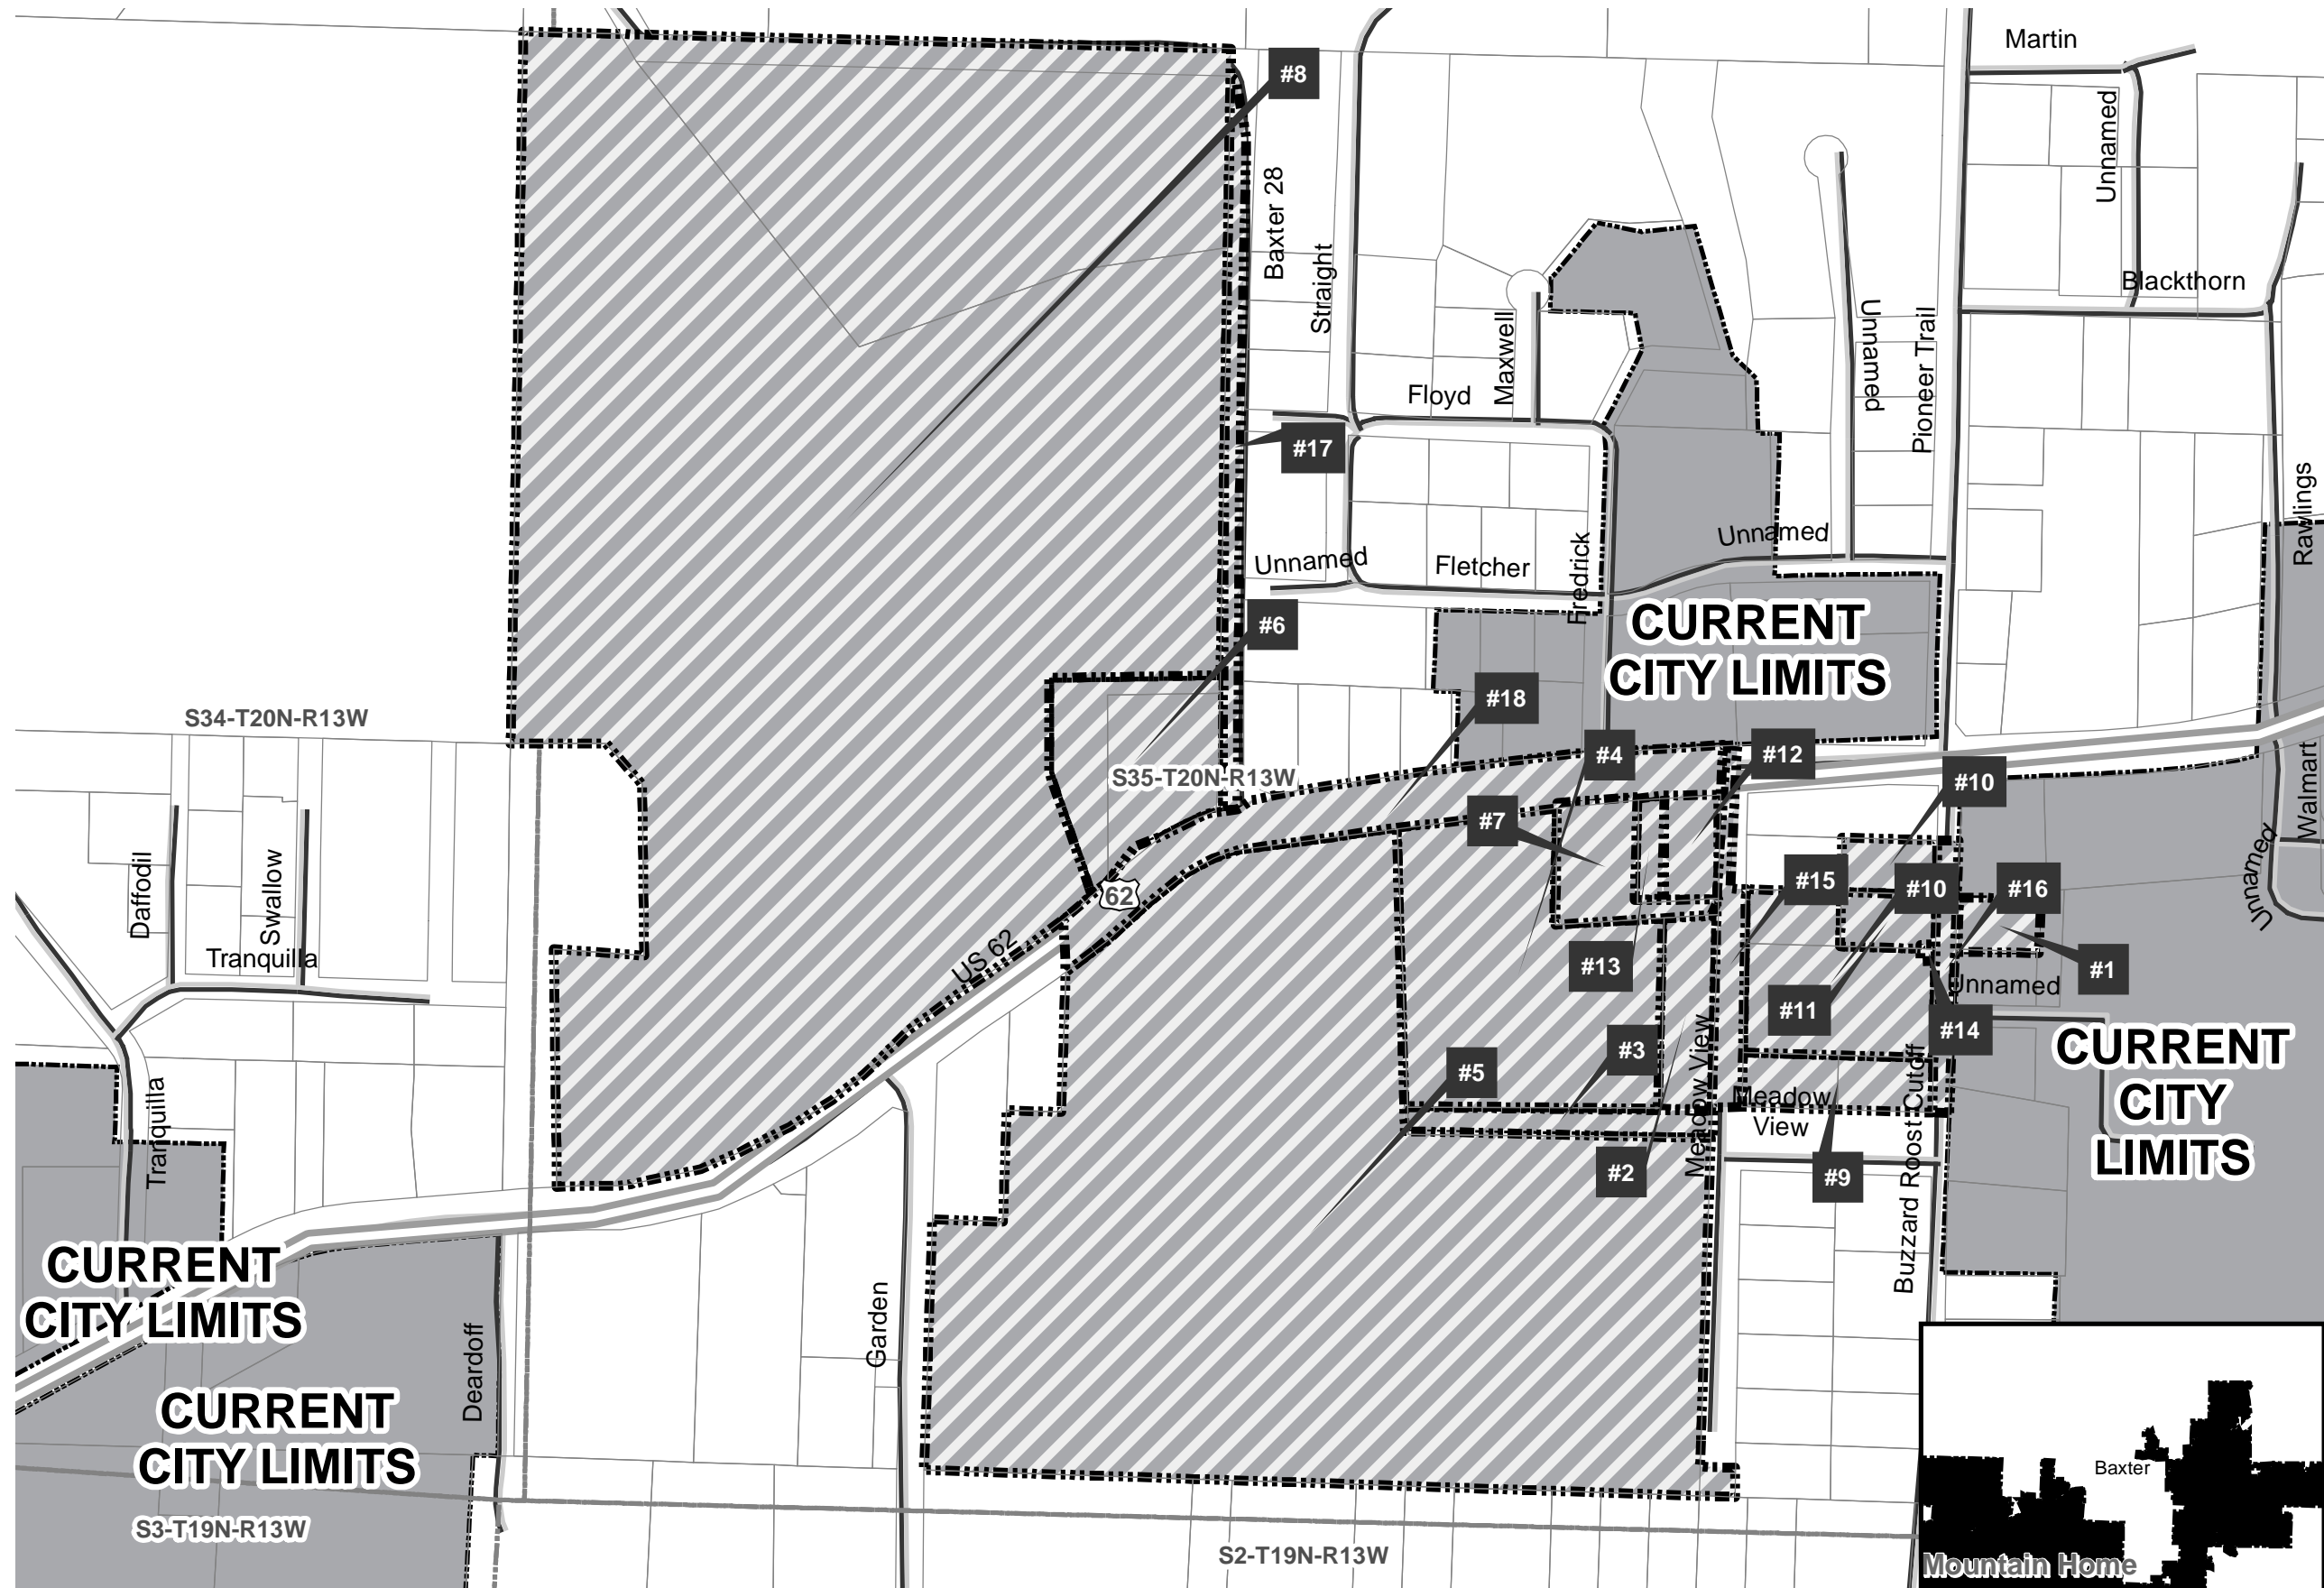 Martin
#8
Unnamed
Baxter 28
Straight
Blackthorn
Maxwell
Unnamed
Pioneer Trail
Floyd
#17
Rawlings
Unnamed
Unnamed
Fletcher
Fredrick
#6
CURRENT
CITY LIMITS
#18
S34-T20N-R13W
#4
#12
S35-T20N-R13W
#10
Walmart
#7
Daffodil
Swallow
Unnamed
62
#15
#10
#16
Tranquilla
US 62
#13
#1
Unnamed
#11
#14
#3
#5
CURRENT
CITY
LIMITS
Meadow View
Meadow
View
Buzzard Roost Cutoff
Tranquilla
#2
#9
CURRENT
CITY LIMITS
Garden
Deardoff
CURRENT
CITY LIMITS
Baxter
S3-T19N-R13W
S2-T19N-R13W
Mountain Home